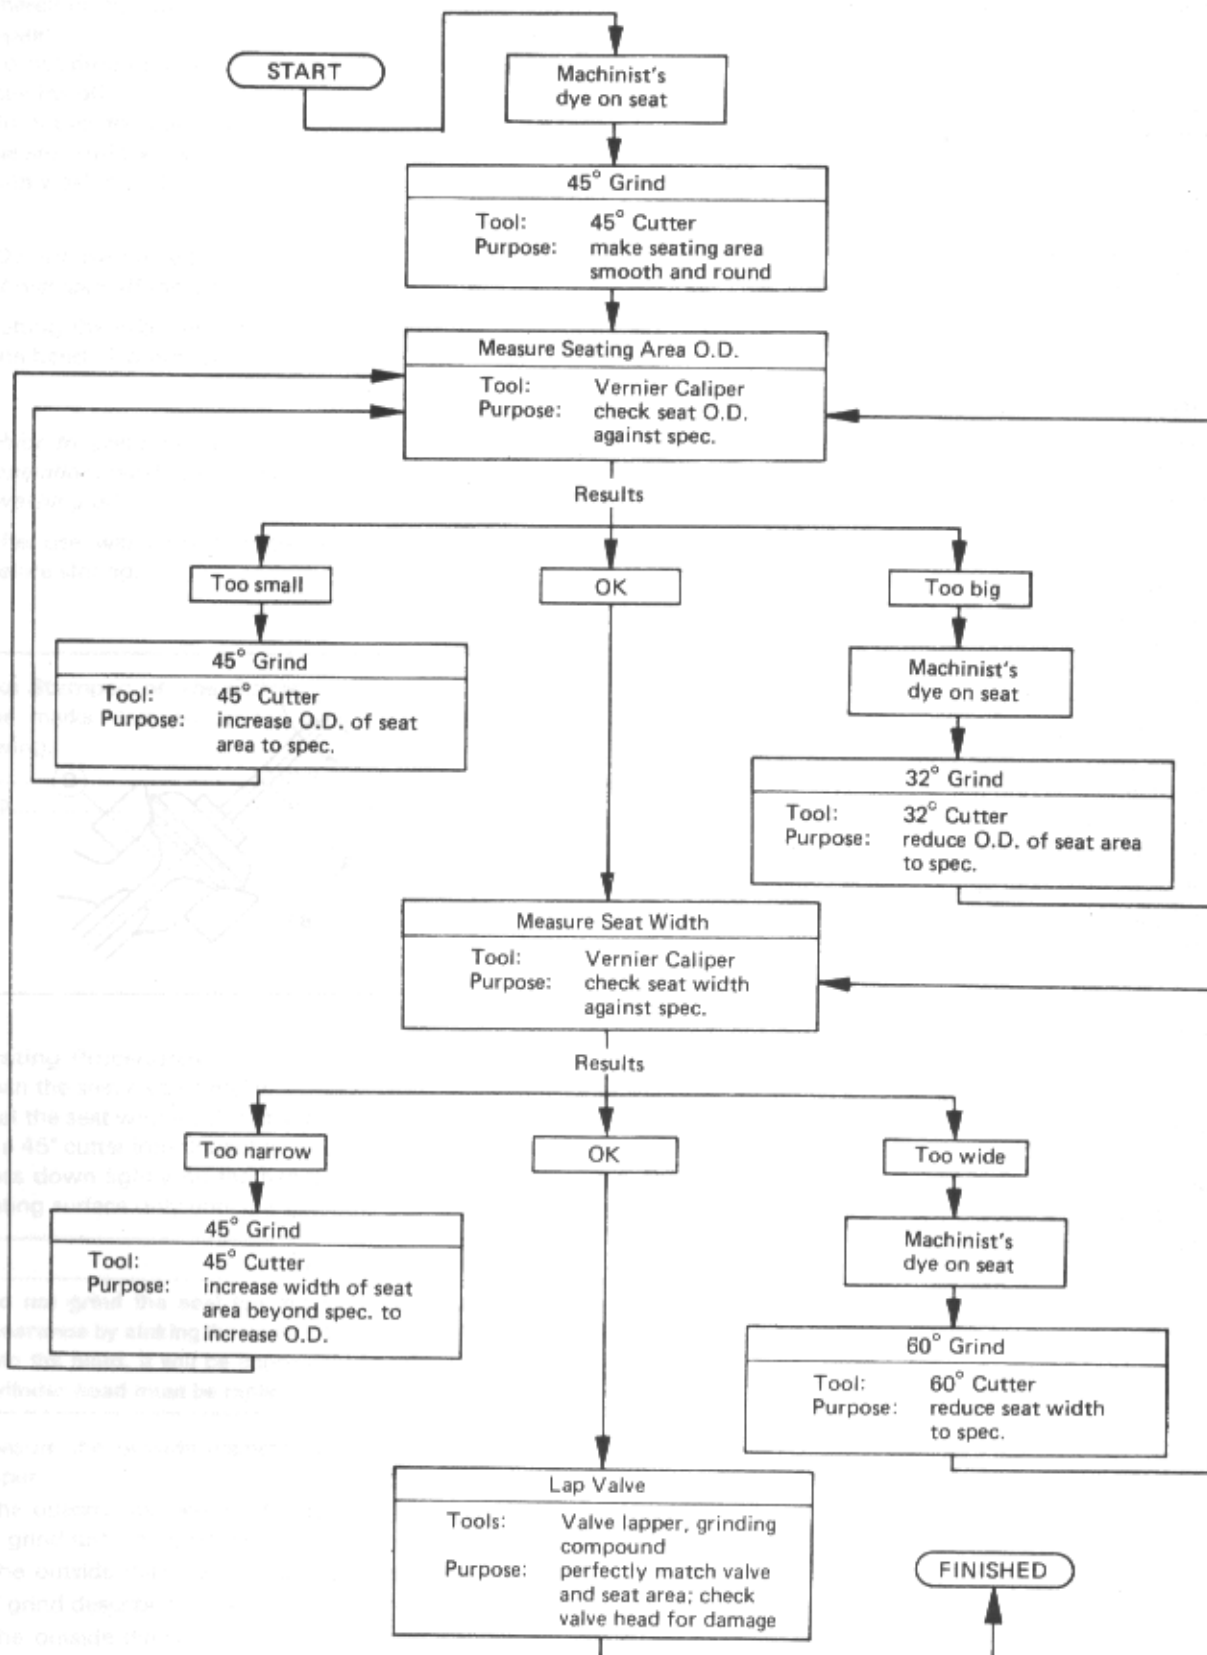 START
Machinist's
dye on seat
45° Grind
Tool: 45° Cutter
Purpose: make seating area
smooth and round
Measure Seating Area O.D.
Tool: Vernier Caliper
Purpose: check seat O.D.
against spec.
Results
Too small
OK
Too big
45° Grind
Tool: 45° Cutter
Purpose: increase O.D. of seat
area to spec.
Machinist's
dye on seat
32° Grind
Tool: 32° Cutter
Purpose: reduce O.D. of seat area
to spec.
Measure Seat Width
Tool: Vernier Caliper
Purpose: check seat width
against spec.
Results
Too narrow
OK
Too wide
45° Grind
Tool: 45° Cutter
Purpose: increase width of seat
area beyond spec. to
increase O.D.
Machinist's
dye on seat
60° Grind
Tool: 60° Cutter
Purpose: reduce seat width
to spec.
Lap Valve
Tools: Valve lapper, grinding
compound
Purpose: perfectly match valve
and seat area; check
valve head for damage
FINISHED